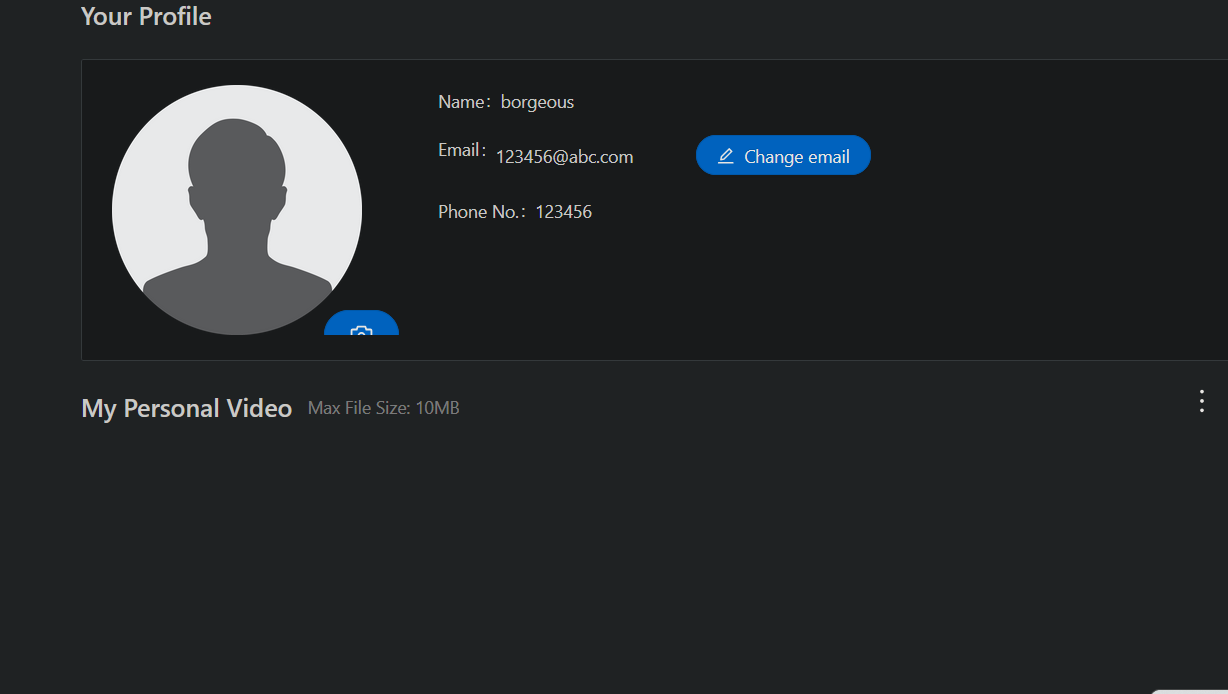 Your Profile
Name： borgeous
Email： 123456@abc.com
Change email
Phone No.： 123456
My Personal Video Max File Size: 10MB